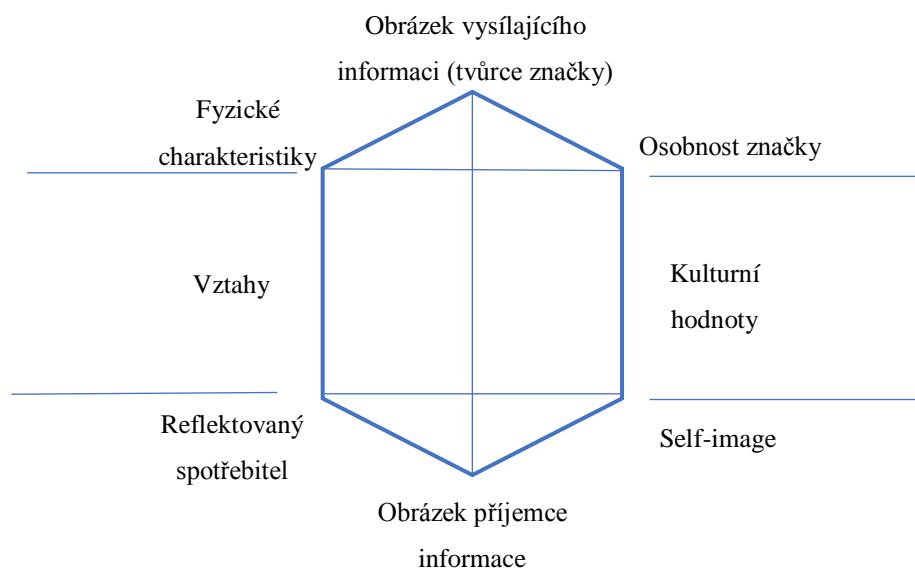 Obrázek vysílajícího
informaci (tvůrce značky)
Fyzické
charakteristiky
Osobnost značky
Vztahy
Kulturní
hodnoty
Reflektovaný
spotřebitel
Self-image
Obrázek příjemce
informace